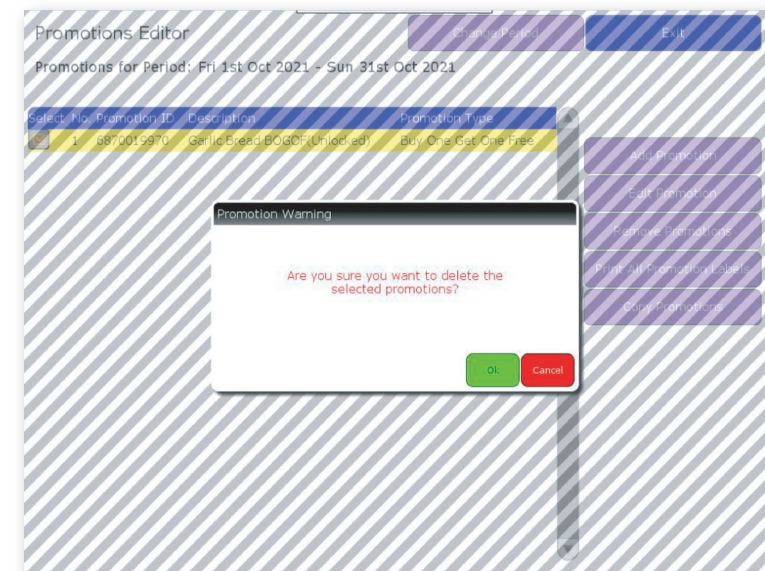 Promotions Editor
Change Period
Exit
Promotions for Period: Fri 1st Oct 2021 - Sun 31st Oct 2021
Select No. Promotion ID Description Promotion Type
1 6870019970 Garlic Bread BOGOF(Unlocked) Buy One Get One Free
Add Promotion
Edit Promotion
Remove Promotions
Print All Promotion Labels
Copy Promotions
Promotion Warning
Are you sure you want to delete the
selected promotions?
Ok
Cancel